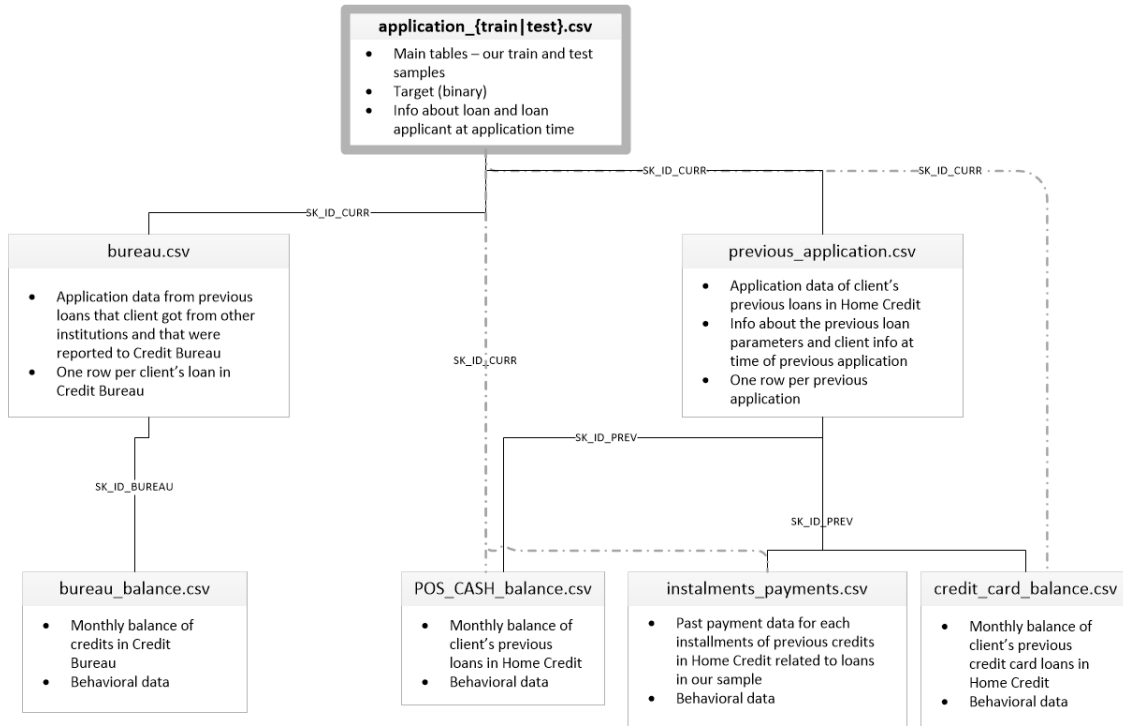 application_{train|test}.csv
• Main tables – our train and test
samples
• Target (binary)
• Info about loan and loan
applicant at application time
SK_ID_CURR
SK_ID_CURR
SK_ID_CURR
bureau.csv
• Application data from previous
loans that client got from other
institutions and that were
reported to Credit Bureau
• One row per client's loan in
Credit Bureau
previous_application.csv
• Application data of client's
previous loans in Home Credit
• Info about the previous loan
parameters and client info at
time of previous application
• One row per previous
application
SK_ID_CURR
SK_ID_PREV
SK_ID_BUREAU
SK_ID_PREV
bureau_balance.csv
• Monthly balance of
credits in Credit
Bureau
• Behavioral data
POS_CASH_balance.csv
• Monthly balance of
client's previous
loans in Home Credit
• Behavioral data
instalments_payments.csv
• Past payment data for each
installments of previous credits
in Home Credit related to loans
in our sample
• Behavioral data
credit_card_balance.csv
• Monthly balance of
client's previous
credit card loans in
Home Credit
• Behavioral data